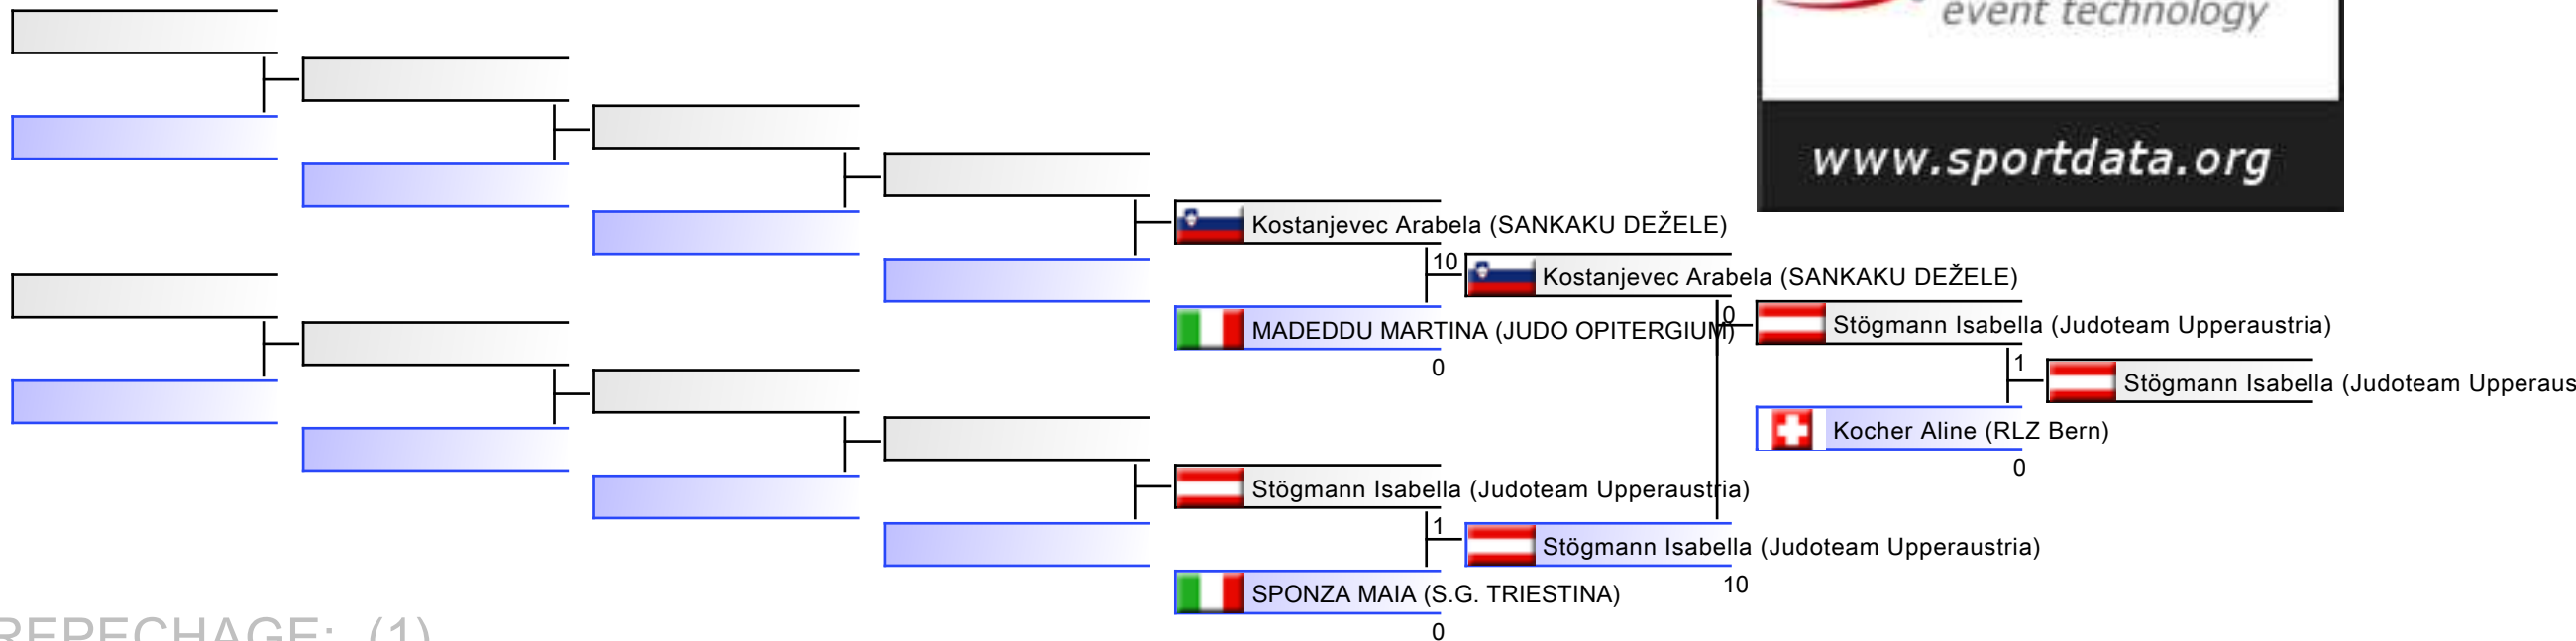 event technology
www.sportdata.org
Kostanjevec Arabela (SANKAKU DEŽELE)
10
Kostanjevec Arabela (SANKAKU DEŽELE)
MADEDDU MARTINA (JUDO OPITERGIUM)
0
0
Stögmann Isabella (Judoteam Upperaustria)
1
Stögmann Isabella (Judoteam Upperaus
Kocher Aline (RLZ Bern)
0
Stögmann Isabella (Judoteam Upperaustria)
1
Stögmann Isabella (Judoteam Upperaustria)
10
SPONZA MAIA (S.G. TRIESTINA)
0
REPECHAGE: (1)